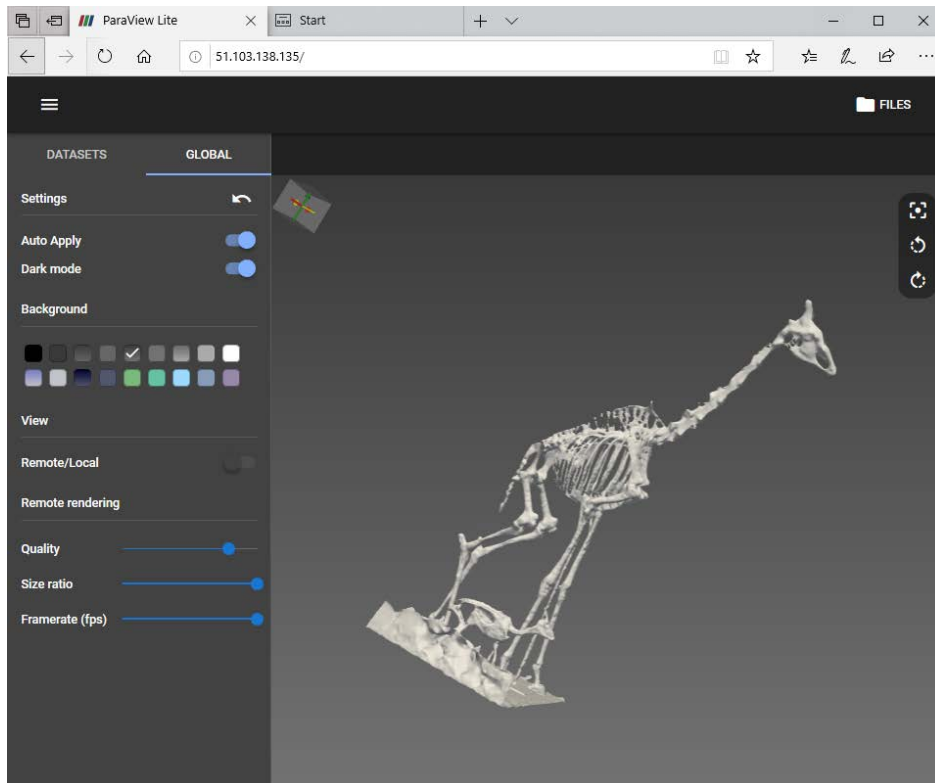 ParaView Lite
Start
51.103.138.135/
FILES
DATASETS GLOBAL
Settings
Auto Apply
Dark mode
Background
View
Remote/Local
Remote rendering
Quality
Size ratio
Framerate (fps)